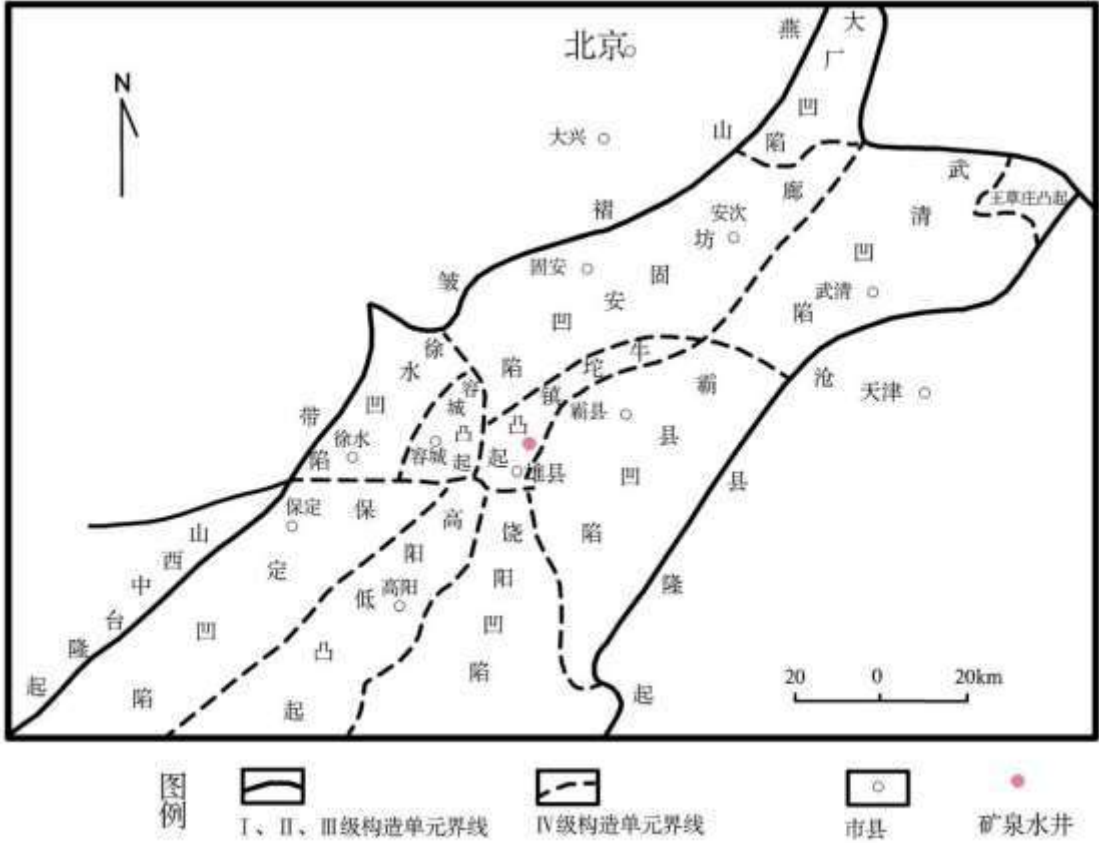 北京
N
大兴
燕山褶皱带
大厂凹陷
廊坊固安凹陷
安次
固安
武清凹陷
武清
王草庄凸起
徐水凹陷
徐水
容城凸起
容城
牛坨镇凸起
雄县
霸县凹陷
霸县
沧县隆起
天津
山西中台隆起
保定
保定凹陷
高阳低凸起
高阳
饶阳凹陷
20 0 20km
图例
I、II、III级构造单元界线
IV级构造单元界线
市县
矿泉水井